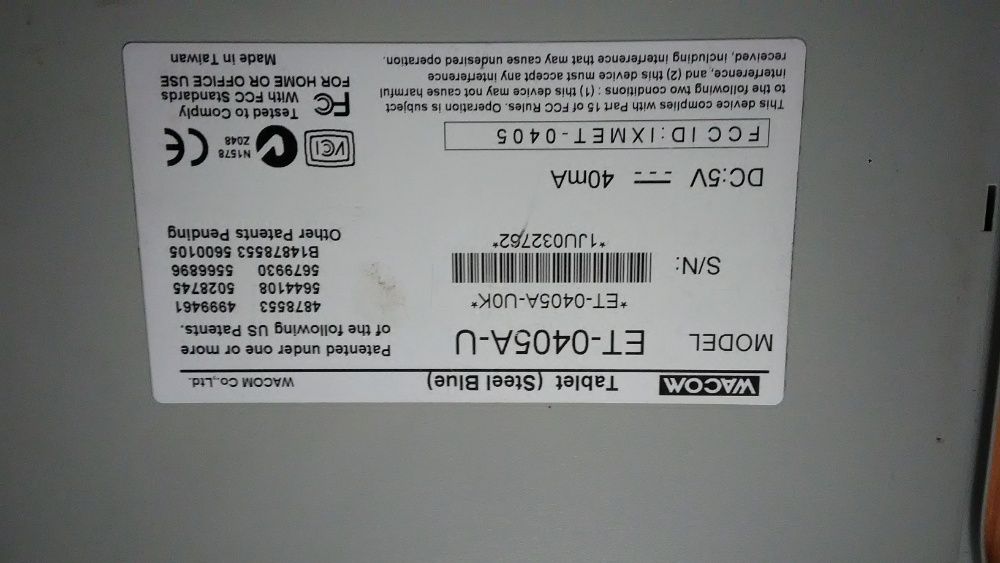 WACOM Tablet (Steel Blue) WACOM Co.,Ltd.
MODEL ET-0405A-U
*ET-0405A-U0K*
S/N:
*1JU032762*
DC:5V 40mA
FCC ID:IXMET-0405
This device complies with Part 15 of FCC Rules. Operation is subject
to the following two conditions : (1) this device may not cause harmful
interference, and (2) this device must accept any interference
received, including interference that may cause undesired operation.
Patented under one or more
of the following US Patents.
4878553 4999461
5644108 5028745
5679930 5566896
B14878553 5600105
Other Patents Pending
VCI
N1578
Z048
CE
FC
Tested to Comply
With FCC Standards
FOR HOME OR OFFICE USE
Made in Taiwan